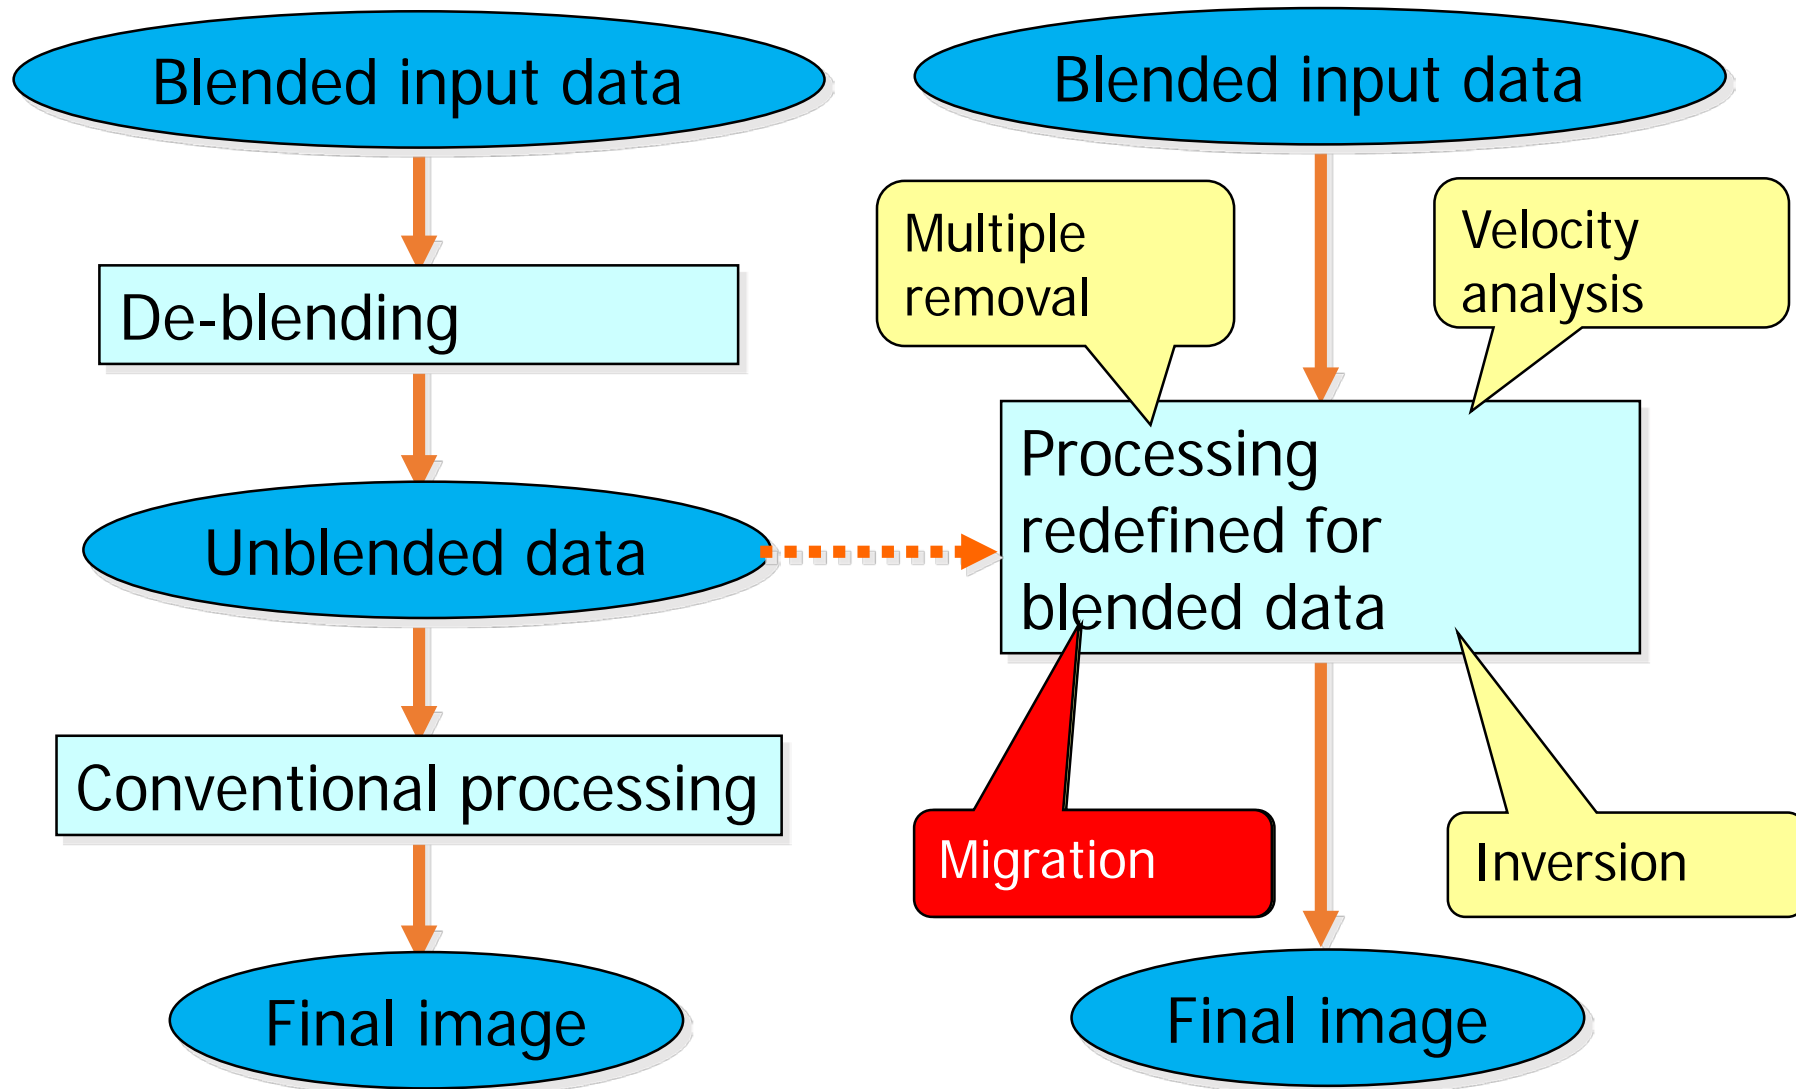 Blended input data
De-blending
Unblended data
Conventional processing
Final image
Blended input data
Multiple
removal
Velocity
analysis
Processing
redefined for
blended data
Migration
Inversion
Final image